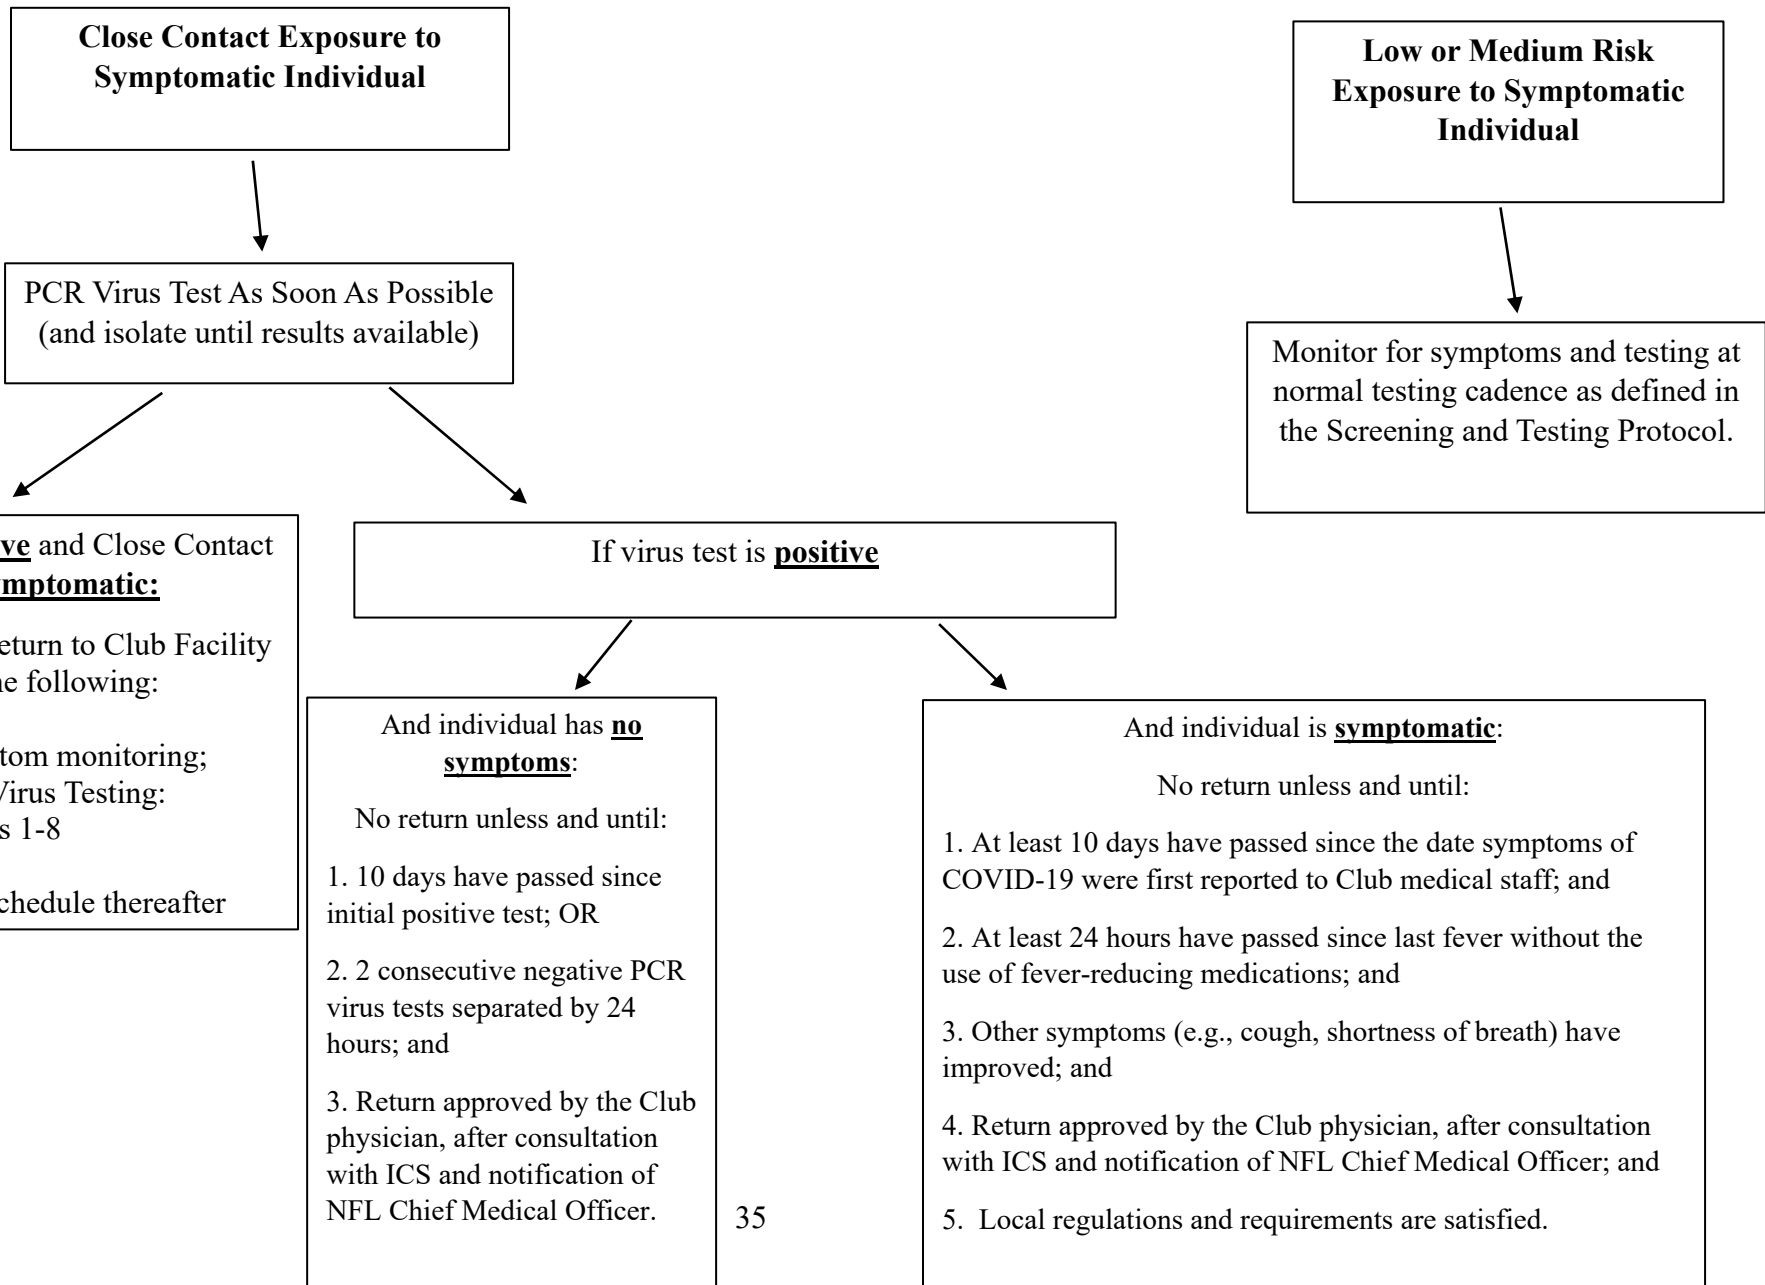 Close Contact Exposure to
Symptomatic Individual
Low or Medium Risk
Exposure to Symptomatic
Individual
PCR Virus Test As Soon As Possible
(and isolate until results available)
Monitor for symptoms and testing at
normal testing cadence as defined in
the Screening and Testing Protocol.
ve and Close Contact
mptomatic:
eturn to Club Facility
he following:
tom monitoring;
Virus Testing:
s 1-8
chedule thereafter
If virus test is positive
And individual has no
symptoms:
No return unless and until:
1. 10 days have passed since
initial positive test; OR
2. 2 consecutive negative PCR
virus tests separated by 24
hours; and
3. Return approved by the Club
physician, after consultation
with ICS and notification of
NFL Chief Medical Officer.
And individual is symptomatic:
No return unless and until:
1. At least 10 days have passed since the date symptoms of
COVID-19 were first reported to Club medical staff; and
2. At least 24 hours have passed since last fever without the
use of fever-reducing medications; and
3. Other symptoms (e.g., cough, shortness of breath) have
improved; and
4. Return approved by the Club physician, after consultation
with ICS and notification of NFL Chief Medical Officer; and
5. Local regulations and requirements are satisfied.
35